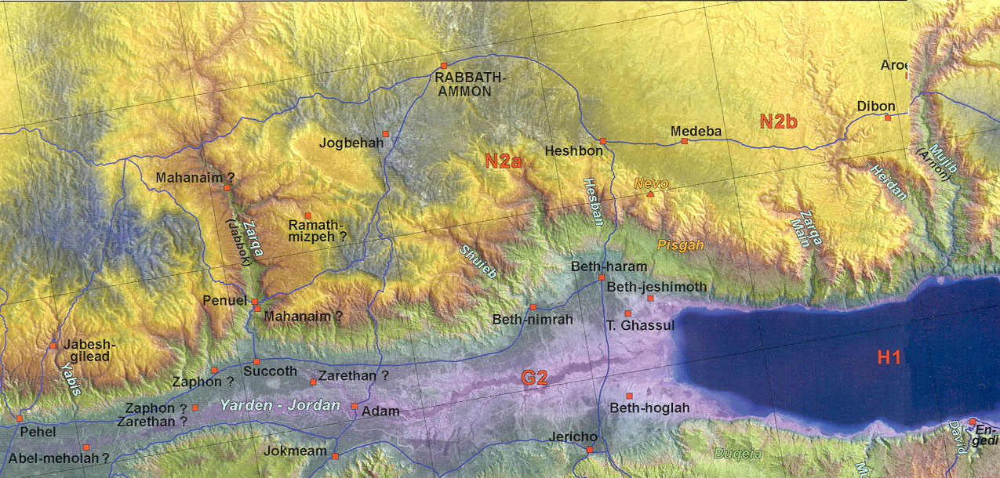 RABBATH-
AMMON
Aroe
Dibon
N2b
Medeba
Heshbon
Jogbehah
N2a
Mujib
(Arnon)
Heidan
Mahanaim ?
Nevo
Hesban
Zarqa
(Jabbok)
Ramath-
mizpeh ?
Zarqa
Main
Pisgah
Shuieb
Beth-haram
Beth-jeshimoth
Penuel
Mahanaim ?
Beth-nimrah
T. Ghassul
Jabesh-
gilead
Yabis
H1
Succoth
Zaphon ?
Zarethan ?
G2
Zaphon ?
Zarethan ?
Yarden - Jordan
Adam
Beth-hoglah
Pehel
Jericho
En-
gedi
David
Abel-meholah ?
Jokmeam
Buqeia